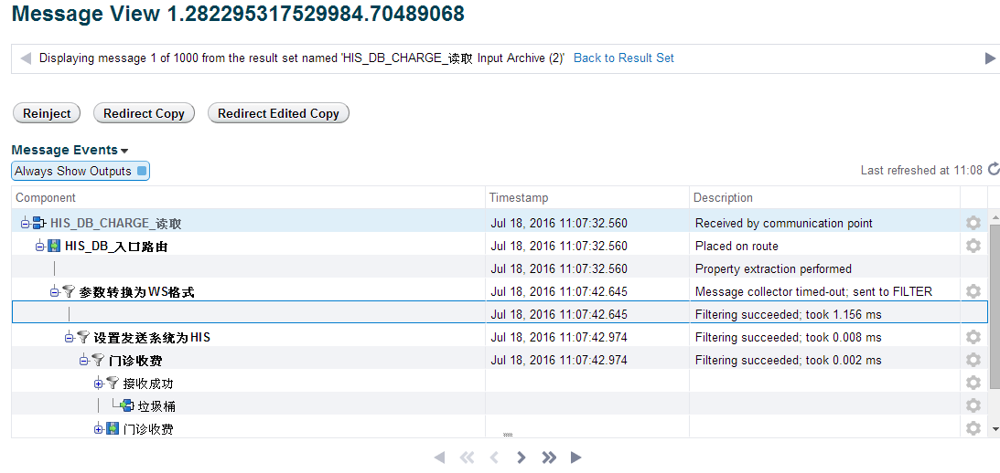 Message View 1.282295317529984.70489068
Displaying message 1 of 1000 from the result set named 'HIS_DB_CHARGE_读取 Input Archive (2)' Back to Result Set
Reinject Redirect Copy Redirect Edited Copy
Message Events
Always Show Outputs Last refreshed at 11:08
Component Timestamp Description
HIS_DB_CHARGE_读取 Jul 18, 2016 11:07:32.560 Received by communication point
HIS_DB_入口路由 Jul 18, 2016 11:07:32.560 Placed on route
Jul 18, 2016 11:07:32.560 Property extraction performed
参数转换为WS格式 Jul 18, 2016 11:07:42.645 Message collector timed-out; sent to FILTER
Jul 18, 2016 11:07:42.645 Filtering succeeded; took 1.156 ms
设置发送系统为HIS Jul 18, 2016 11:07:42.974 Filtering succeeded; took 0.008 ms
门诊收费 Jul 18, 2016 11:07:42.974 Filtering succeeded; took 0.002 ms
接收成功
垃圾桶
门诊收费